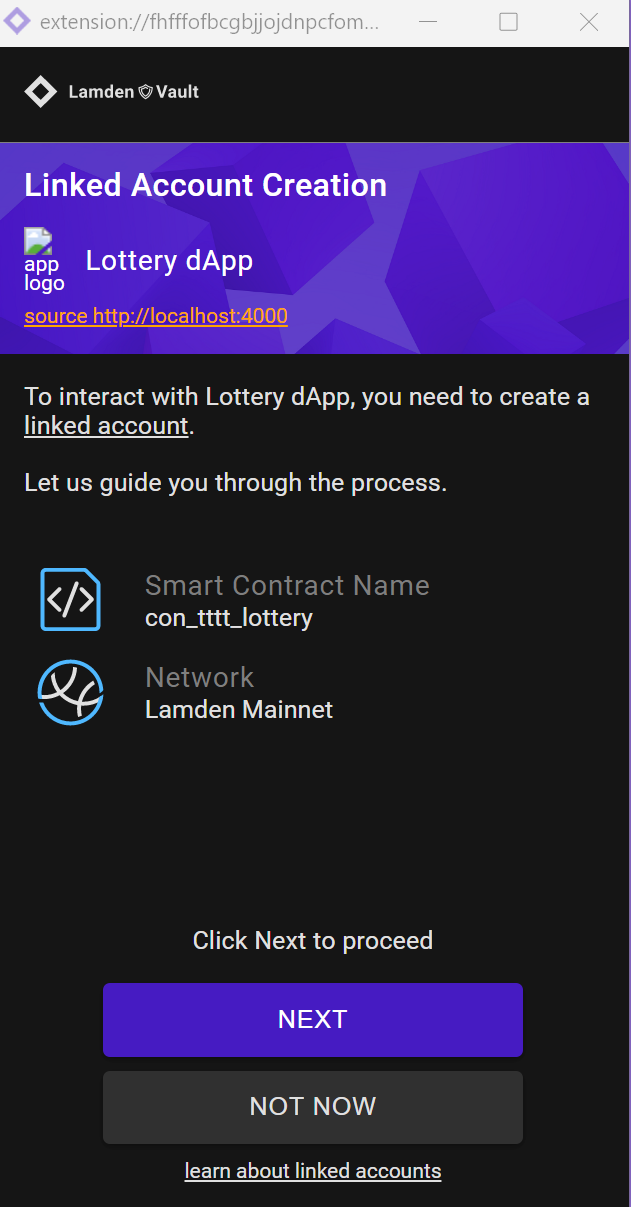 extension://fhfffofbcgbjjojdnpcfom...
Lamden Vault
Linked Account Creation
app
logo
Lottery dApp
source http://localhost:4000
To interact with Lottery dApp, you need to create a
linked account.
Let us guide you through the process.
Smart Contract Name
con_tttt_lottery
Network
Lamden Mainnet
Click Next to proceed
NEXT
NOT NOW
learn about linked accounts